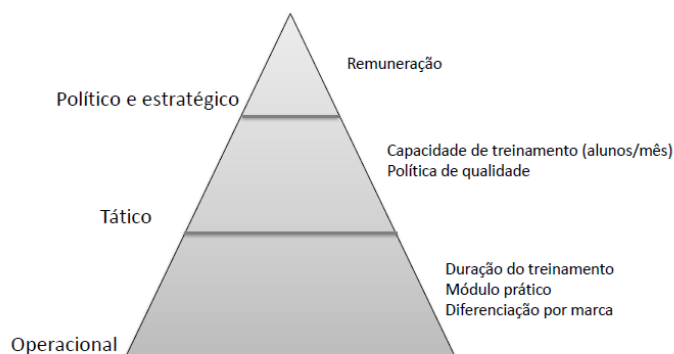 Remuneração
Político e estratégico
Capacidade de treinamento (alunos/mês)
Política de qualidade
Tático
Duração do treinamento
Módulo prático
Diferenciação por marca
Operacional